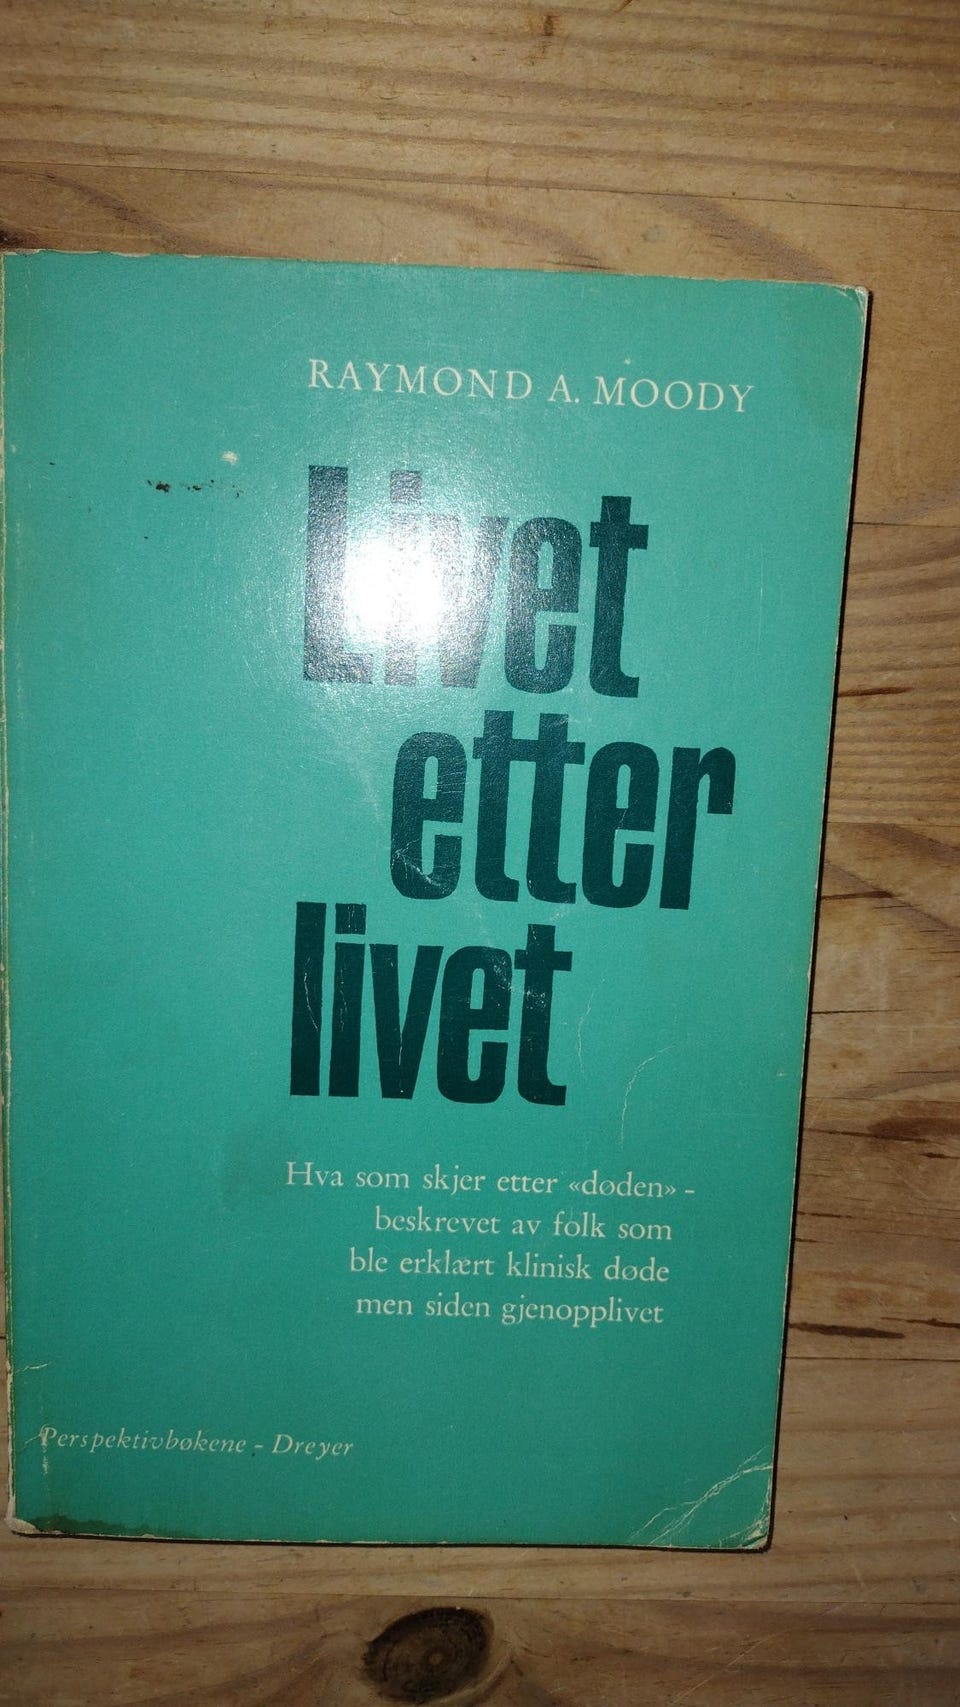 RAYMOND A. MOODY
Livet
etter
livet
Hva som skjer etter «døden» -
beskrevet av folk som
ble erklært klinisk døde
men siden gjenopplivet
Perspektivbøkene - Dreyer